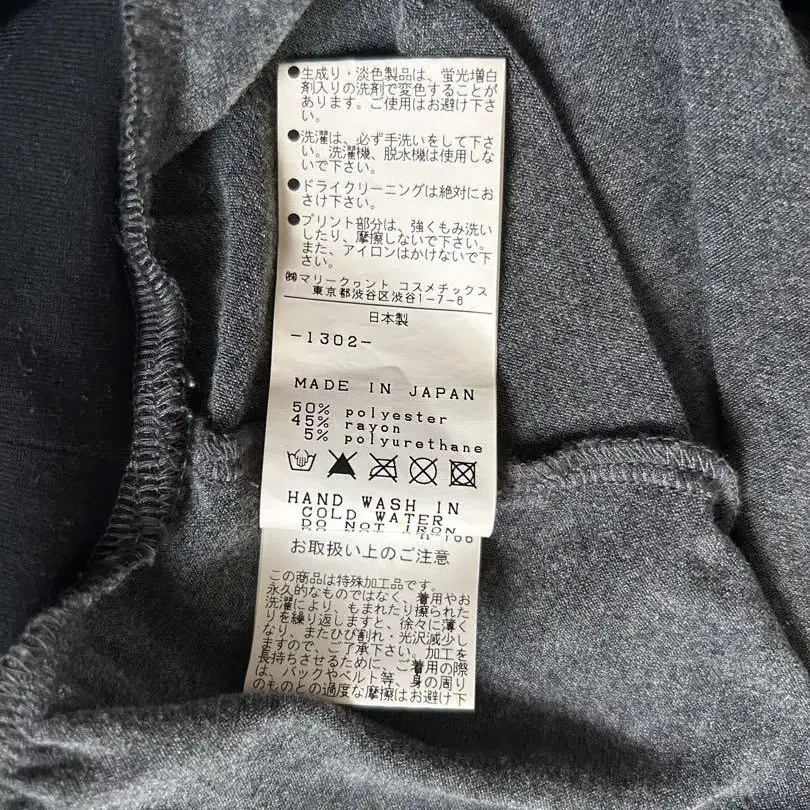 ●生成り・淡色製品は、蛍光増白
剤入りの洗剤で変色することが
あります。ご使用はお避け下さ
い。
●洗濯は、必ず手洗いをして下さ
い。洗濯機、脱水機は使用しな
いで下さい。
●ドライクリーニングは絶対にお
さけ下さい。
●プリント部分は、強くもみ洗い
したり、摩擦しないで下さい。
また、アイロンはかけないで下
さい。
㈱マリークヮント コスメチックス
東京都渋谷区渋谷1-7-6
日本製
-1302-
MADE IN JAPAN
50% polyester
45% rayon
5% polyurethane
HAND WASH IN
COLD WATER
DO NOT IRON
お取扱い上のご注意
この商品は特殊加工品です。
永久的なものではなく、着用やお
洗濯により、もまれたり擦られた
りを繰り返しますと、徐々に薄く
なり、またひび割れ・光沢減少し
ますので、ご了承下さい。加工を
長持ちさせるために、ご着用の際
は、バックやベルト等、身の周り
のものとの過度な摩擦はお避け下